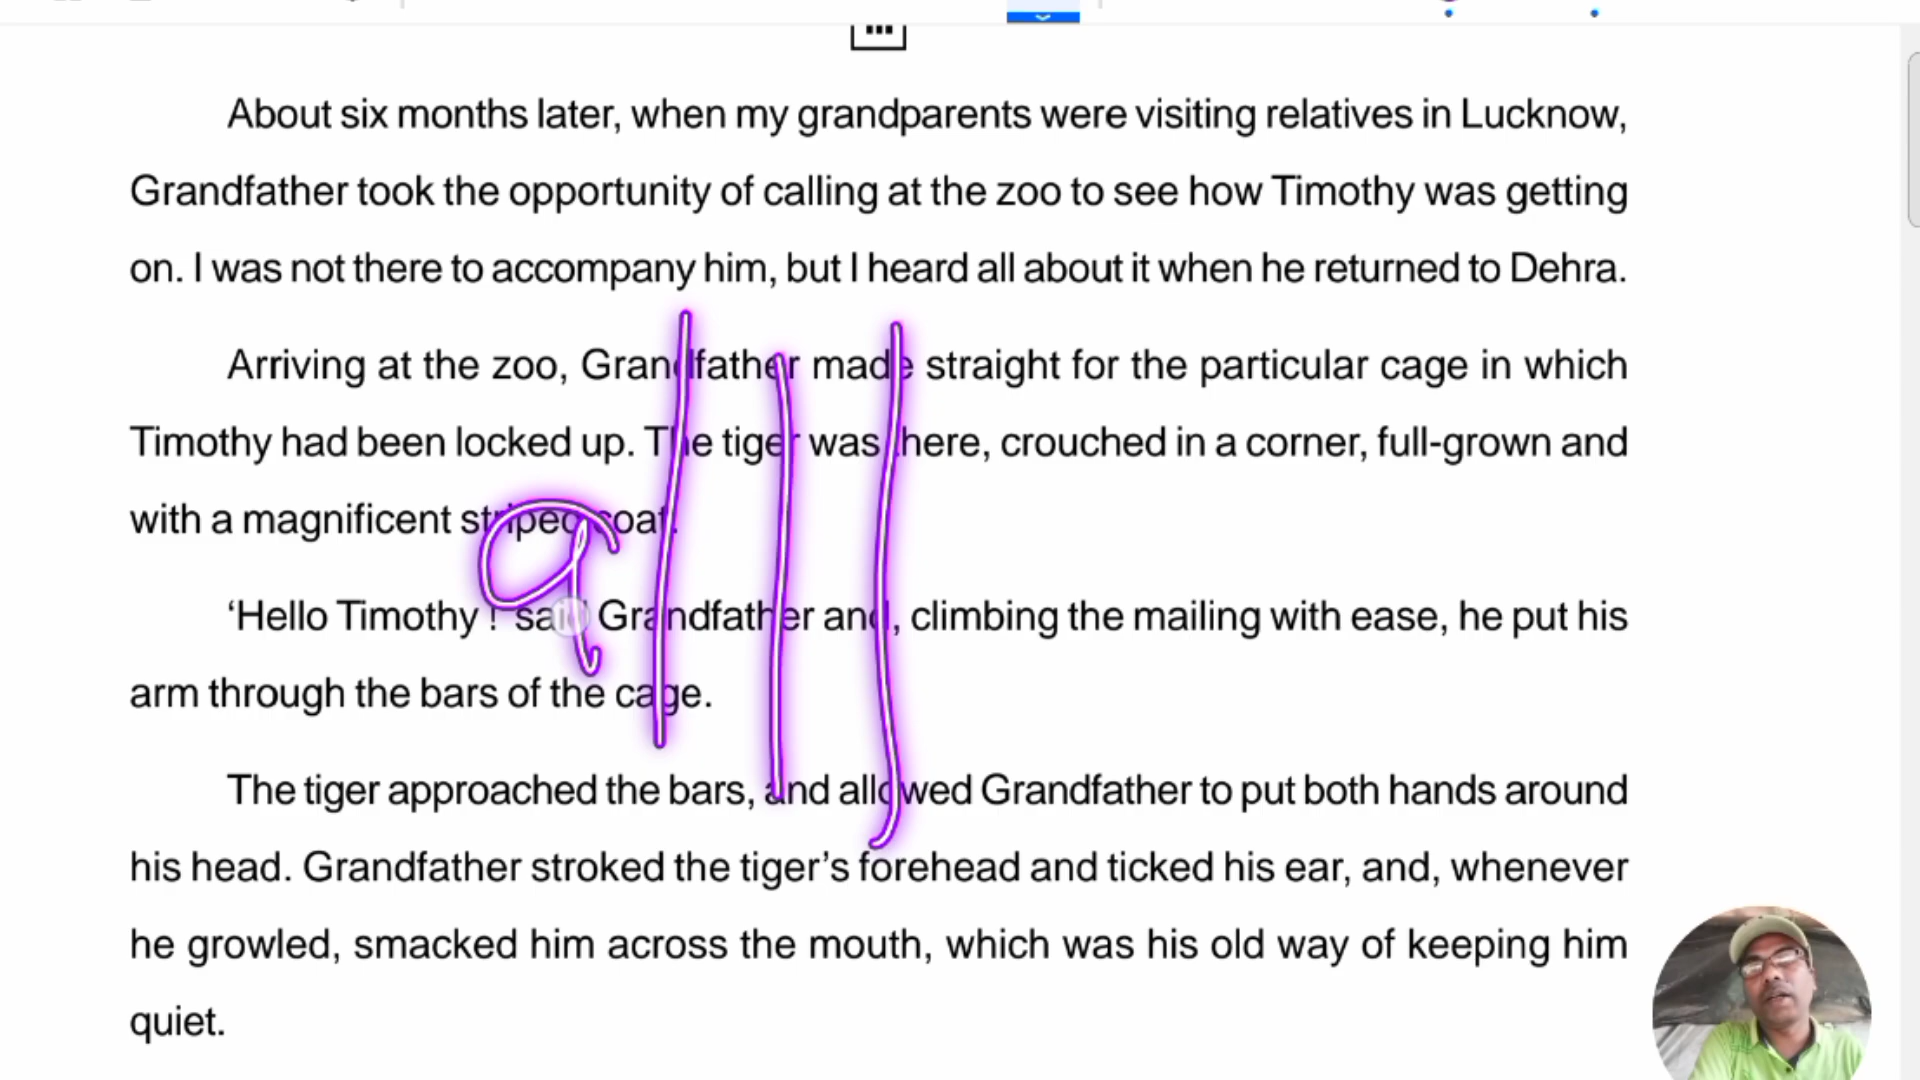 About six months later, when my grandparents were visiting relatives in Lucknow,
Grandfather took the opportunity of calling at the zoo to see how Timothy was getting
on. I was not there to accompany him, but I heard all about it when he returned to Dehra.
Arriving at the zoo, Grandfather made straight for the particular cage in which
Timothy had been locked up. The tiger was there, crouched in a corner, full-grown and
with a magnificent striped coat.
‘Hello Timothy ! said Grandfather and, climbing the mailing with ease, he put his
arm through the bars of the cage.
The tiger approached the bars, and allowed Grandfather to put both hands around
his head. Grandfather stroked the tiger’s forehead and ticked his ear, and, whenever
he growled, smacked him across the mouth, which was his old way of keeping him
quiet.